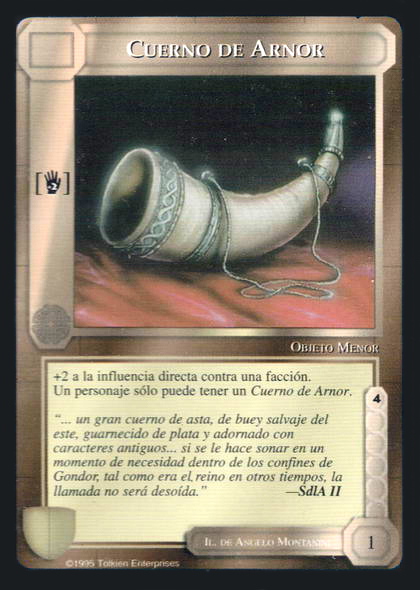 CUERNO DE ARNOR
OBJETO MENOR
+2 a la influencia directa contra una facción.
Un personaje sólo puede tener un Cuerno de Arnor.
4
“... un gran cuerno de asta, de buey salvaje del
este, guarnecido de plata y adornado con
caracteres antiguos... si se le hace sonar en un
momento de necesidad dentro de los confines de
Gondor, tal como era el reino en otros tiempos, la
llamada no será desoída.” —SdlA II
IL. DE ANGELO MONTANINI
1
©1995 Tolkien Enterprises